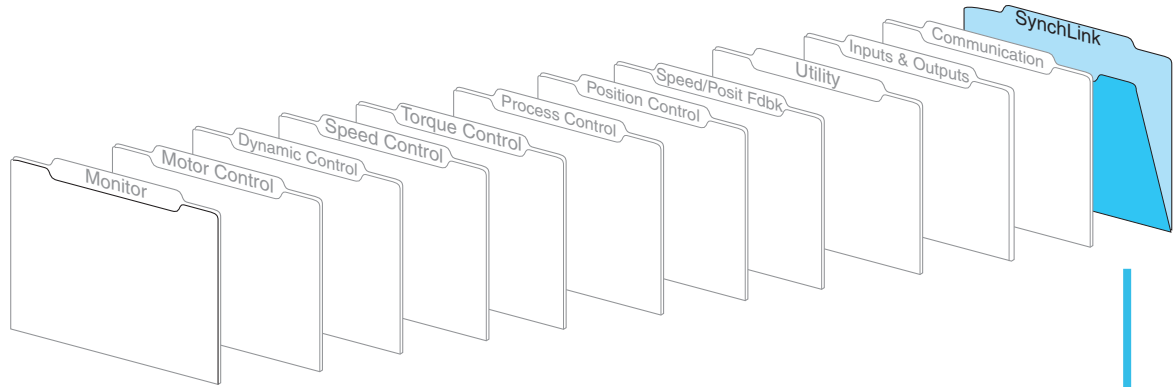 Monitor
Motor Control
Dynamic Control
Speed Control
Torque Control
Process Control
Position Control
Speed/Posit Fdbk
Utility
Inputs & Outputs
Communication
SynchLink